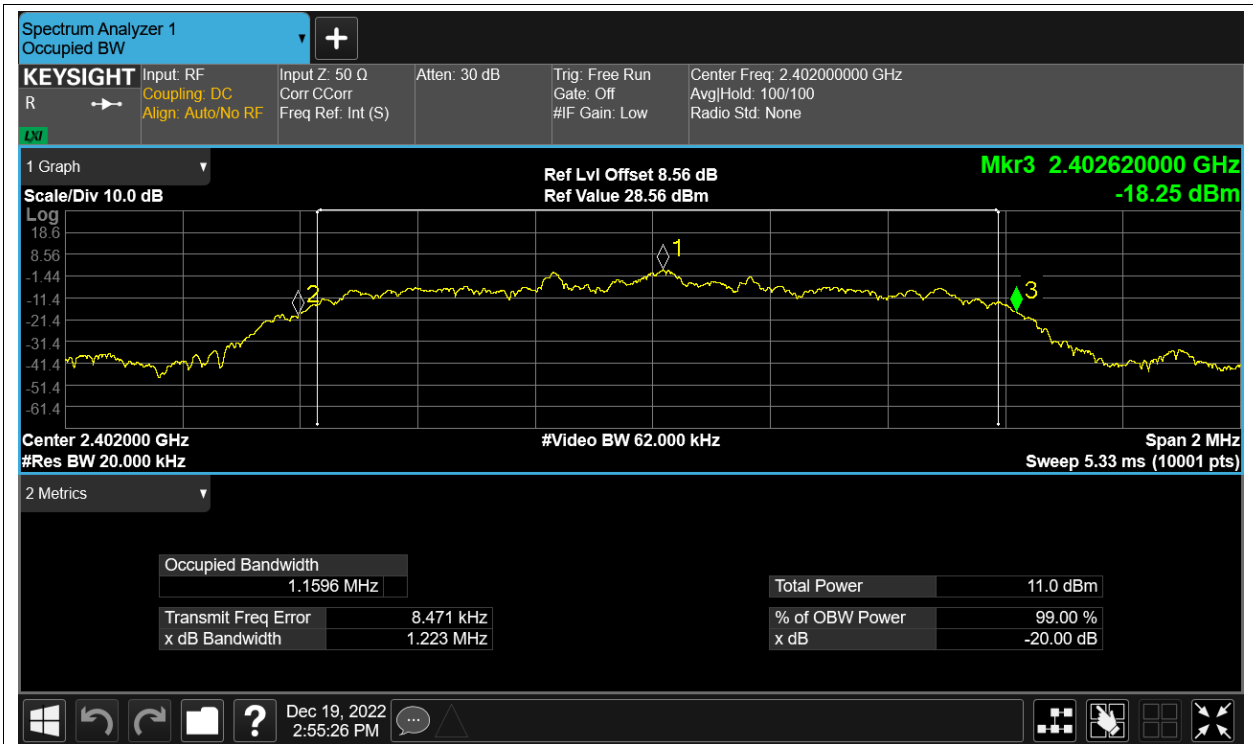 Spectrum Analyzer 1
Occupied BW
KEYSIGHT
R
LXI
Input: RF
Coupling: DC
Align: Auto/No RF
Input Z: 50 Ω
Corr CCorr
Freq Ref: Int (S)
Atten: 30 dB
Trig: Free Run
Gate: Off
#IF Gain: Low
Center Freq: 2.402000000 GHz
Avg|Hold: 100/100
Radio Std: None
1 Graph
Scale/Div 10.0 dB
Ref Lvl Offset 8.56 dB
Ref Value 28.56 dBm
Mkr3 2.402620000 GHz
-18.25 dBm
Log
18.6
8.56
-1.44
-11.4
-21.4
-31.4
-41.4
-51.4
-61.4
1
2
3
Center 2.402000 GHz
#Video BW 62.000 kHz
Span 2 MHz
#Res BW 20.000 kHz
Sweep 5.33 ms (10001 pts)
2 Metrics
Occupied Bandwidth
1.1596 MHz
Total Power 11.0 dBm
Transmit Freq Error 8.471 kHz
% of OBW Power 99.00 %
x dB Bandwidth 1.223 MHz
x dB -20.00 dB
?
Dec 19, 2022
2:55:26 PM